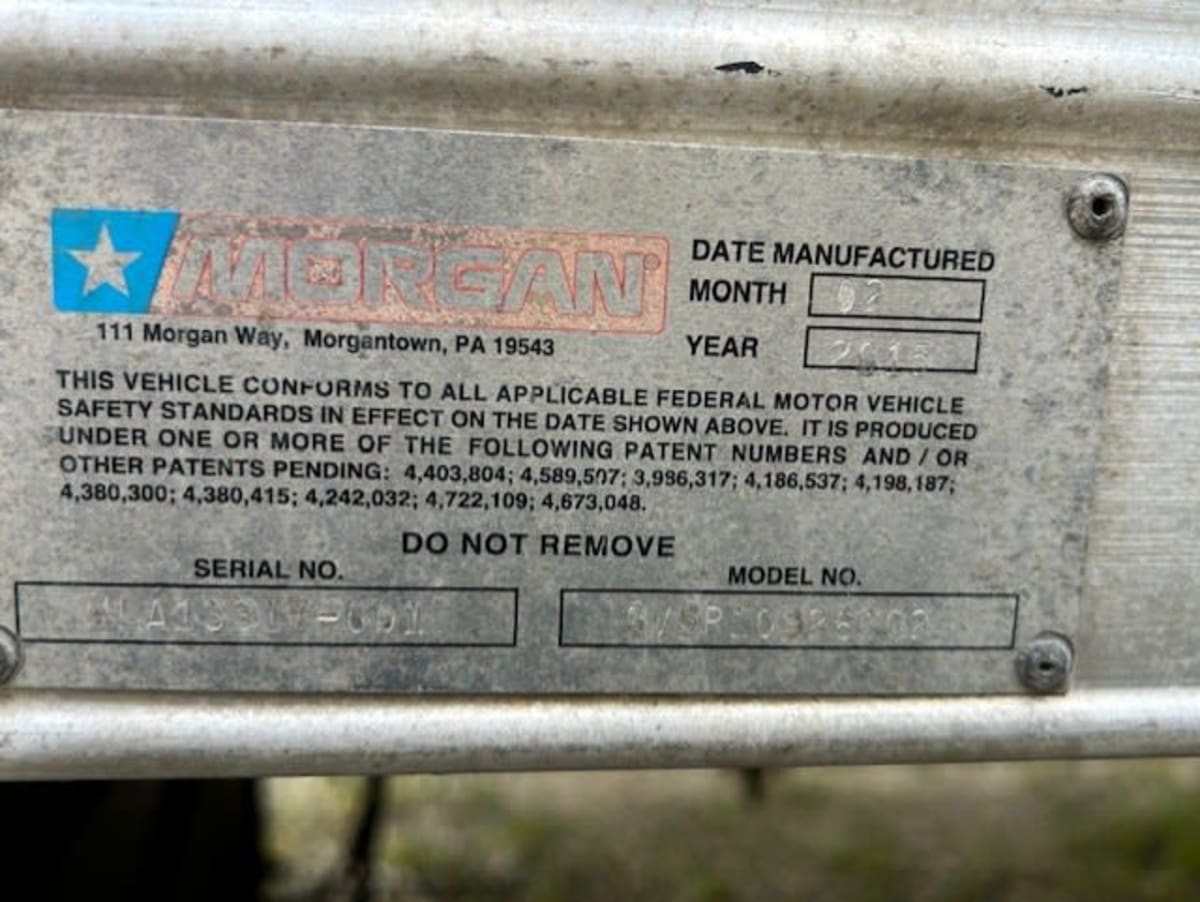 MORGAN®
111 Morgan Way, Morgantown, PA 19543
DATE MANUFACTURED
MONTH 02
YEAR
THIS VEHICLE CONFORMS TO ALL APPLICABLE FEDERAL MOTOR VEHICLE
SAFETY STANDARDS IN EFFECT ON THE DATE SHOWN ABOVE. IT IS PRODUCED
UNDER ONE OR MORE OF THE FOLLOWING PATENT NUMBERS AND / OR
OTHER PATENTS PENDING: 4,403,804; 4,589,507; 3,986,317; 4,186,537; 4,198,187;
4,380,300; 4,380,415; 4,242,032; 4,722,109; 4,673,048.
DO NOT REMOVE
SERIAL NO.
MODEL NO.